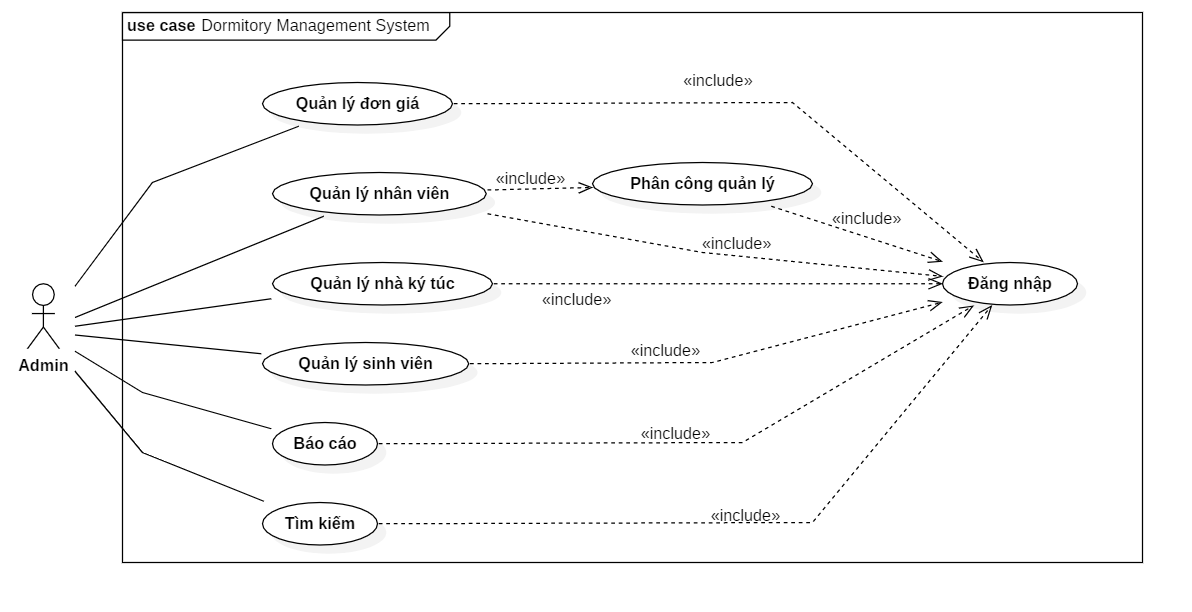 use case Dormitory Management System
«include»
Quản lý đơn giá
«include»
Phân công quản lý
Quản lý nhân viên
«include»
«include»
Quản lý nhà ký túc
Đăng nhập
«include»
«include»
Quản lý sinh viên
Admin
«include»
Báo cáo
«include»
Tìm kiếm